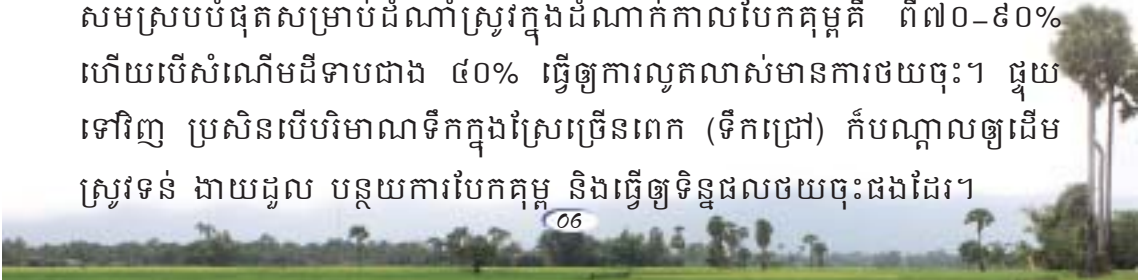 សមស្របបំផុតសម្រាប់ដំណាំស្រូវក្នុងដំណាក់កាលបែកគុម្ពគឺ ពី៧០-៩០%
ហើយបើសំណើមដីទាបជាង ៤០% ធ្វើឲ្យការលូតលាស់មានការថយចុះ។ ផ្ទុយ
ទៅវិញ ប្រសិនបើបរិមាណទឹកក្នុងស្រែច្រើនពេក (ទឹកជ្រៅ) ក៏បណ្តាលឲ្យដើម
ស្រូវទន់ ងាយដួល បន្ថយការបែកគុម្ព និងធ្វើឲ្យទិន្នផលថយចុះផងដែរ។
06